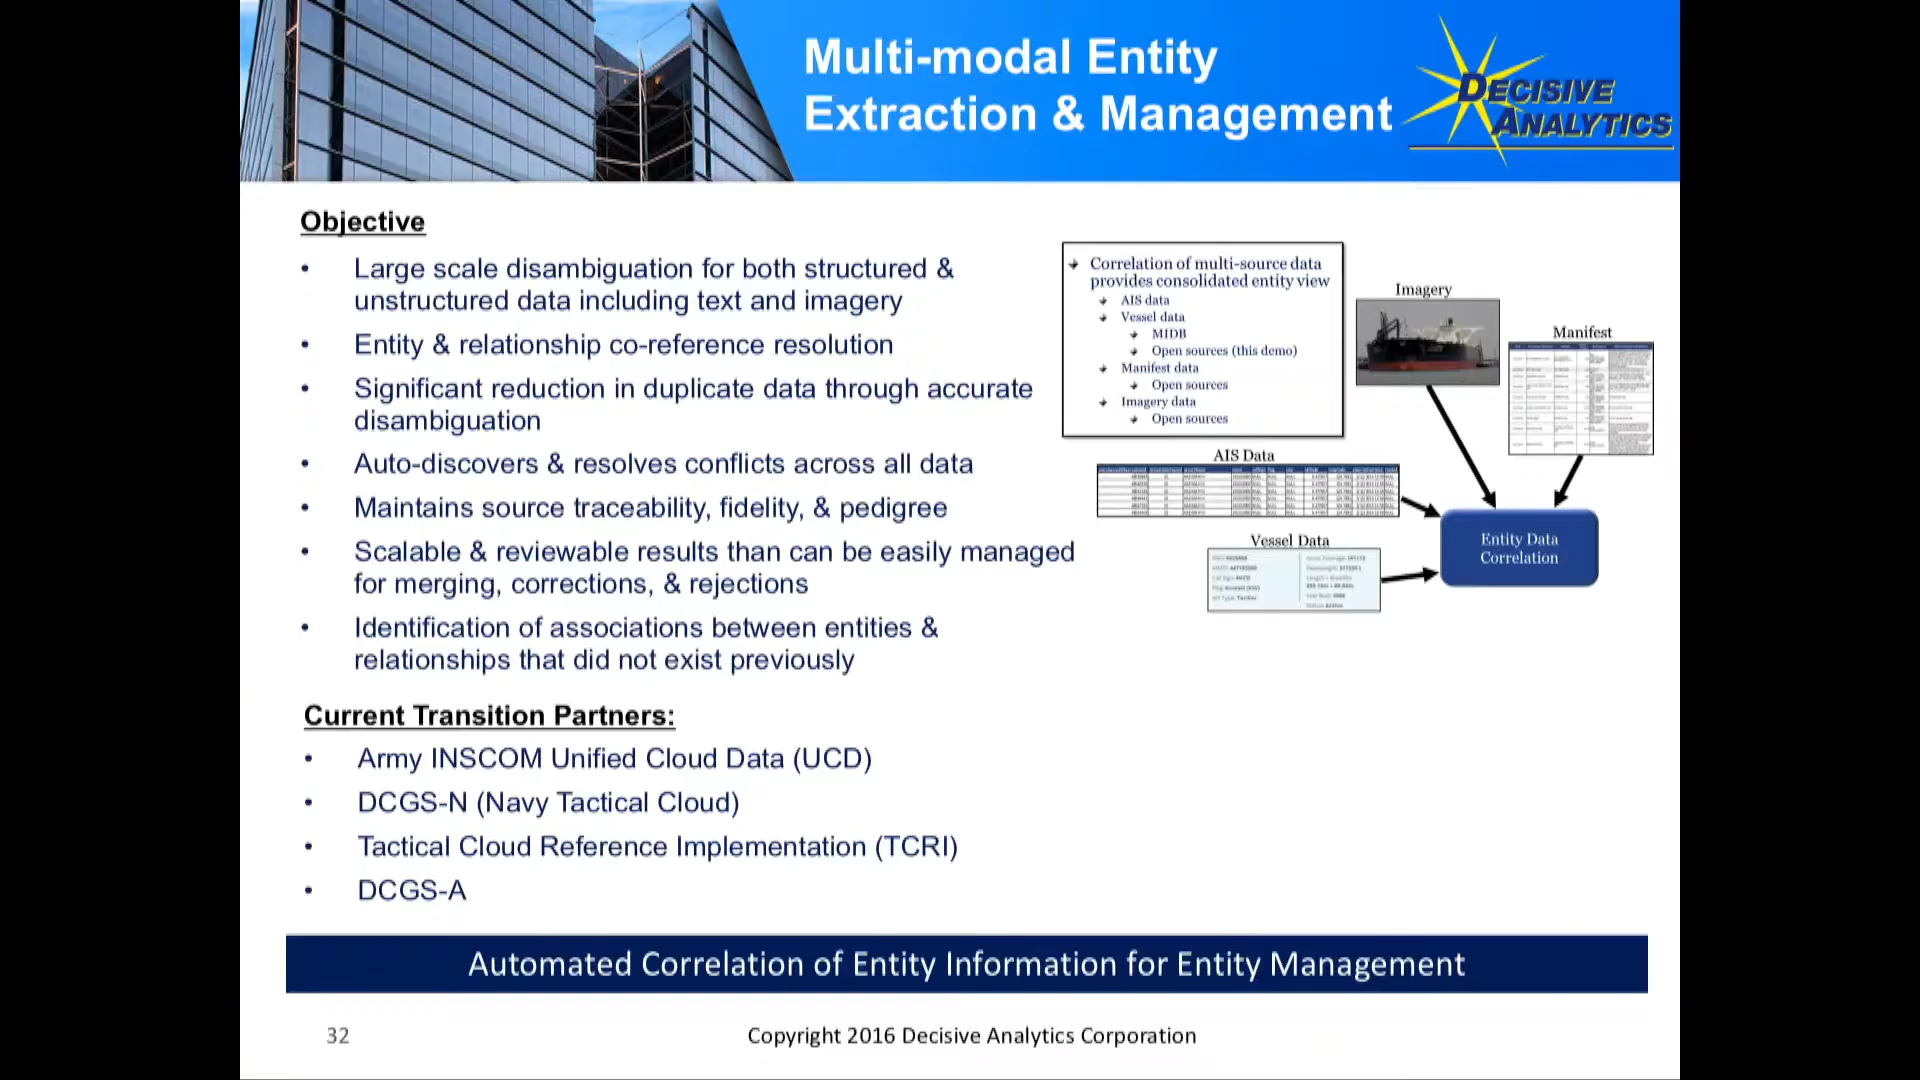 Multi-modal Entity
Extraction & Management
DECISIVE
ANALYTICS
Objective
• Large scale disambiguation for both structured &
unstructured data including text and imagery
• Entity & relationship co-reference resolution
• Significant reduction in duplicate data through accurate
disambiguation
• Auto-discovers & resolves conflicts across all data
• Maintains source traceability, fidelity, & pedigree
• Scalable & reviewable results than can be easily managed
for merging, corrections, & rejections
• Identification of associations between entities &
relationships that did not exist previously
Current Transition Partners:
• Army INSCOM Unified Cloud Data (UCD)
• DCGS-N (Navy Tactical Cloud)
• Tactical Cloud Reference Implementation (TCRI)
• DCGS-A
Correlation of multi-source data
provides consolidated entity view
AIS data
Vessel data
MIDB
Open sources (this demo)
Manifest data
Open sources
Imagery data
Open sources
Imagery
Manifest
AIS Data
Vessel Data
Entity Data
Correlation
Automated Correlation of Entity Information for Entity Management
32
Copyright 2016 Decisive Analytics Corporation